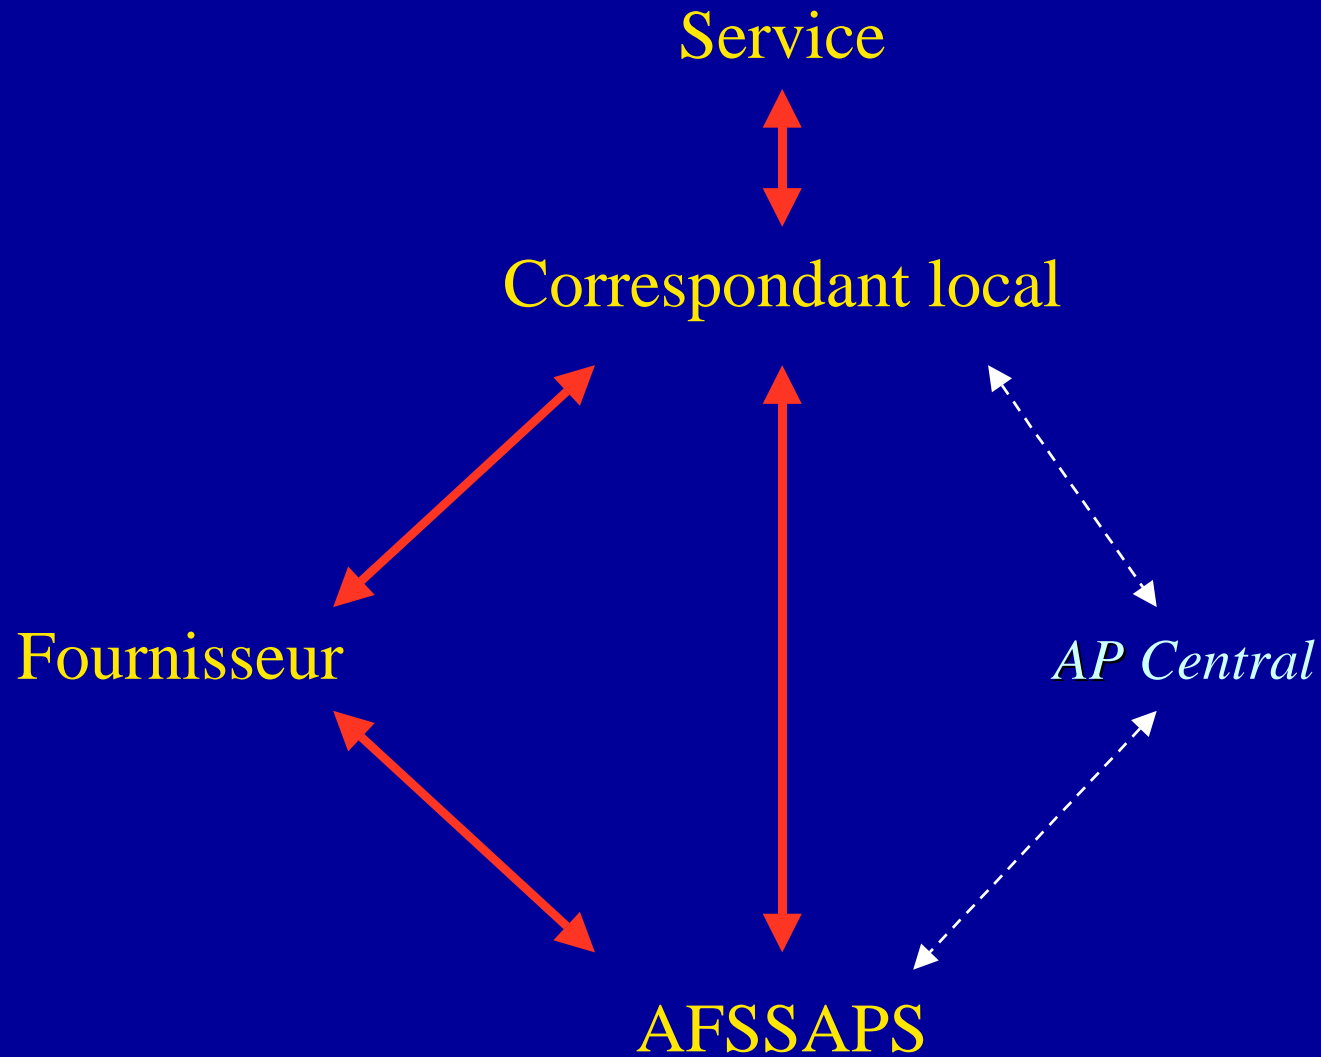 Service
Correspondant local
Fournisseur
AP Central
AFSSAPS